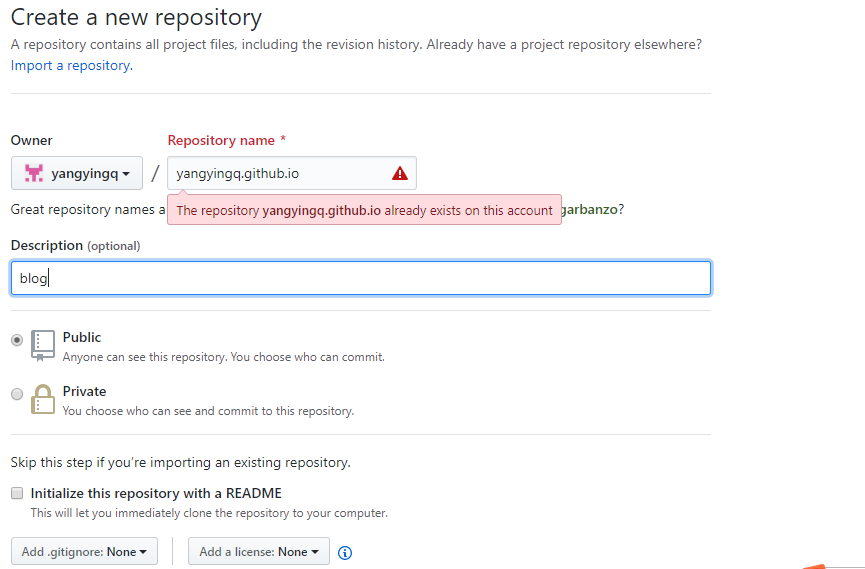 Create a new repository
A repository contains all project files, including the revision history. Already have a project repository elsewhere?
Import a repository.
Owner
Repository name *
yangyingq
/
yangyingq.github.io
Great repository names a
The repository yangyingq.github.io already exists on this account
garbanzo?
Description (optional)
blog
Public
Anyone can see this repository. You choose who can commit.
Private
You choose who can see and commit to this repository.
Skip this step if you’re importing an existing repository.
Initialize this repository with a README
This will let you immediately clone the repository to your computer.
Add .gitignore: None
Add a license: None